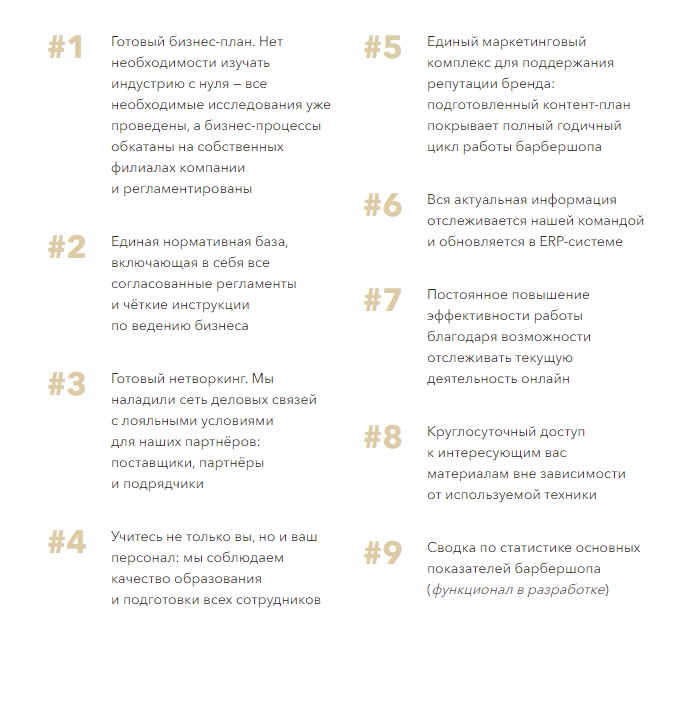 #1
Готовый бизнес-план. Нет
необходимости изучать
индустрию с нуля — все
необходимые исследования уже
проведены, а бизнес-процессы
обкатаны на собственных
филиалах компании
и регламентированы
#2
Единая нормативная база,
включающая в себя все
согласованные регламенты
и чёткие инструкции
по ведению бизнеса
#3
Готовый нетворкинг. Мы
наладили сеть деловых связей
с лояльными условиями
для наших партнёров:
поставщики, партнёры
и подрядчики
#4
Учитесь не только вы, но и ваш
персонал: мы соблюдаем
качество образования
и подготовки всех сотрудников
#5
Единый маркетинговый
комплекс для поддержания
репутации бренда:
подготовленный контент-план
покрывает полный годичный
цикл работы барбершопа
#6
Вся актуальная информация
отслеживается нашей командой
и обновляется в ERP-системе
#7
Постоянное повышение
эффективности работы
благодаря возможности
отслеживать текущую
деятельность онлайн
#8
Круглосуточный доступ
к интересующим вас
материалам вне зависимости
от используемой техники
#9
Сводка по статистике основных
показателей барбершопа
(функционал в разработке)